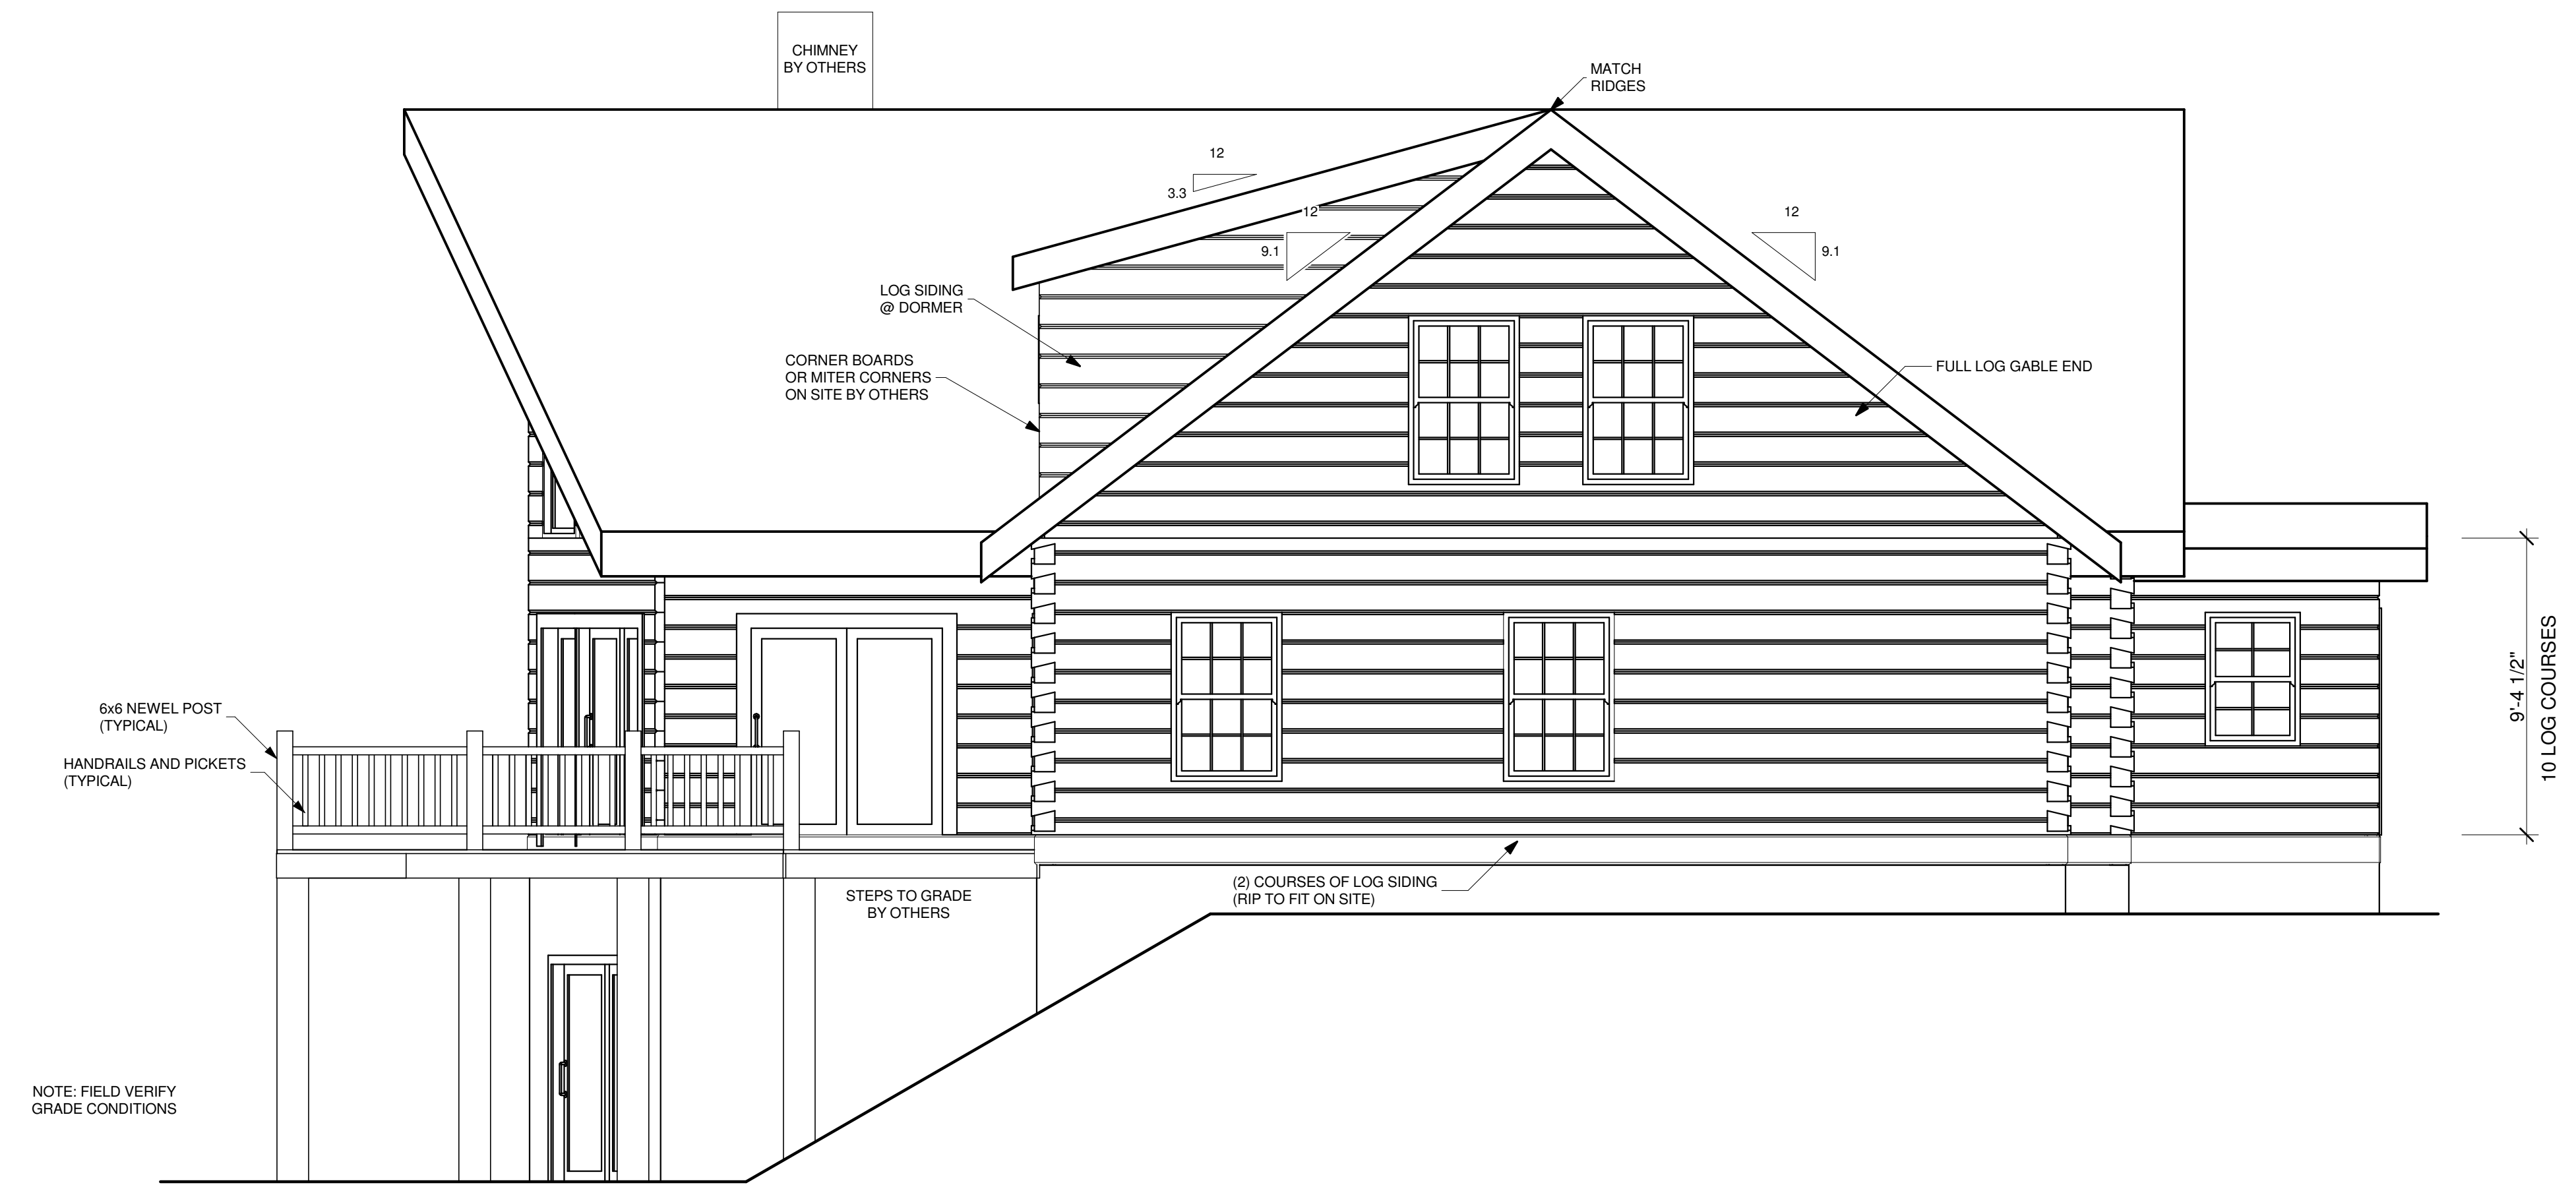 CHIMNEY
BY OTHERS
MATCH
RIDGES
12
3.3
12
9.1
12
9.1
LOG SIDING
@ DORMER
CORNER BOARDS
OR MITER CORNERS
ON SITE BY OTHERS
FULL LOG GABLE END
6x6 NEWEL POST
(TYPICAL)
HANDRAILS AND PICKETS
(TYPICAL)
9'-4 1/2"
10 LOG COURSES
STEPS TO GRADE
BY OTHERS
(2) COURSES OF LOG SIDING
(RIP TO FIT ON SITE)
NOTE: FIELD VERIFY
GRADE CONDITIONS